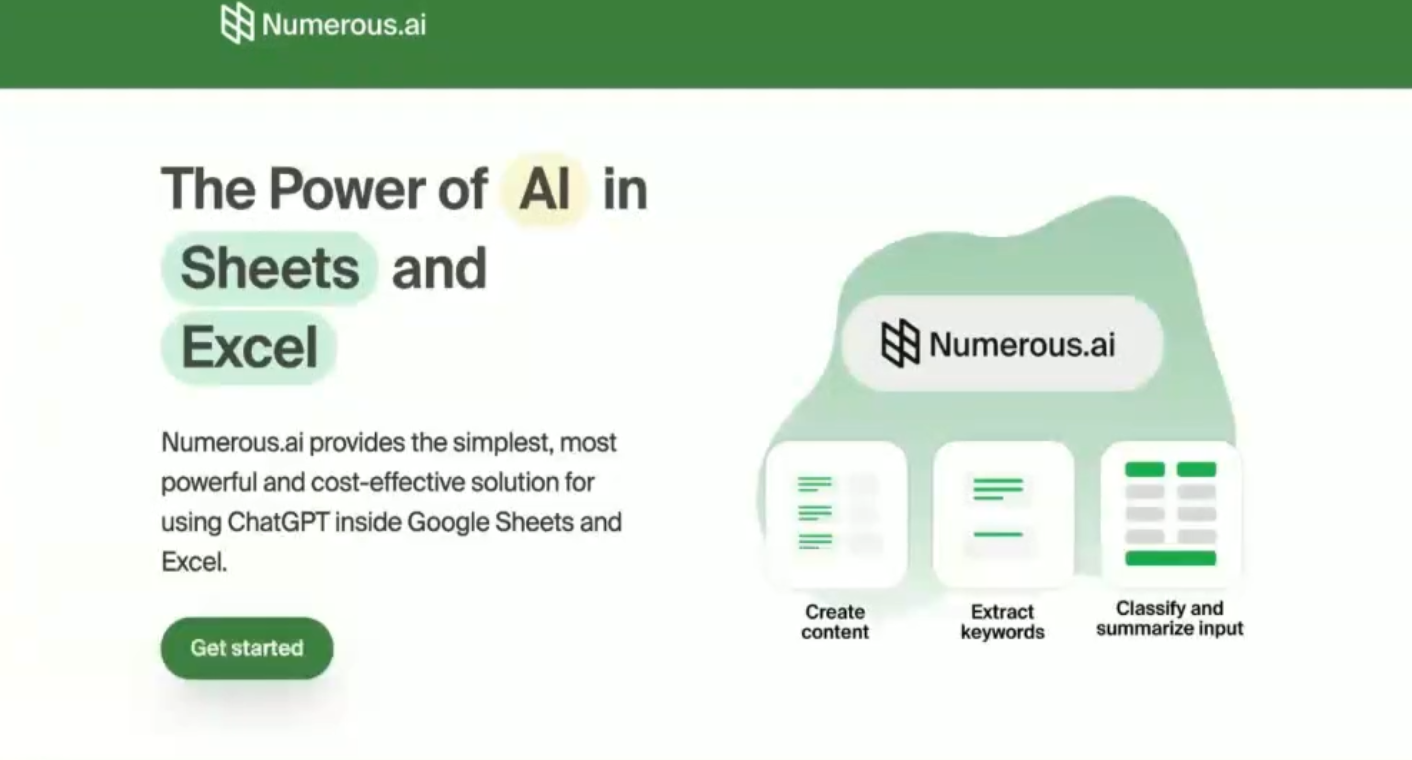 Numerous.ai
The Power of AI in
Sheets and
Excel
Numerous.ai provides the simplest, most
powerful and cost-effective solution for
using ChatGPT inside Google Sheets and
Excel.
Get started
Numerous.ai
Create
content
Extract
keywords
Classify and
summarize input